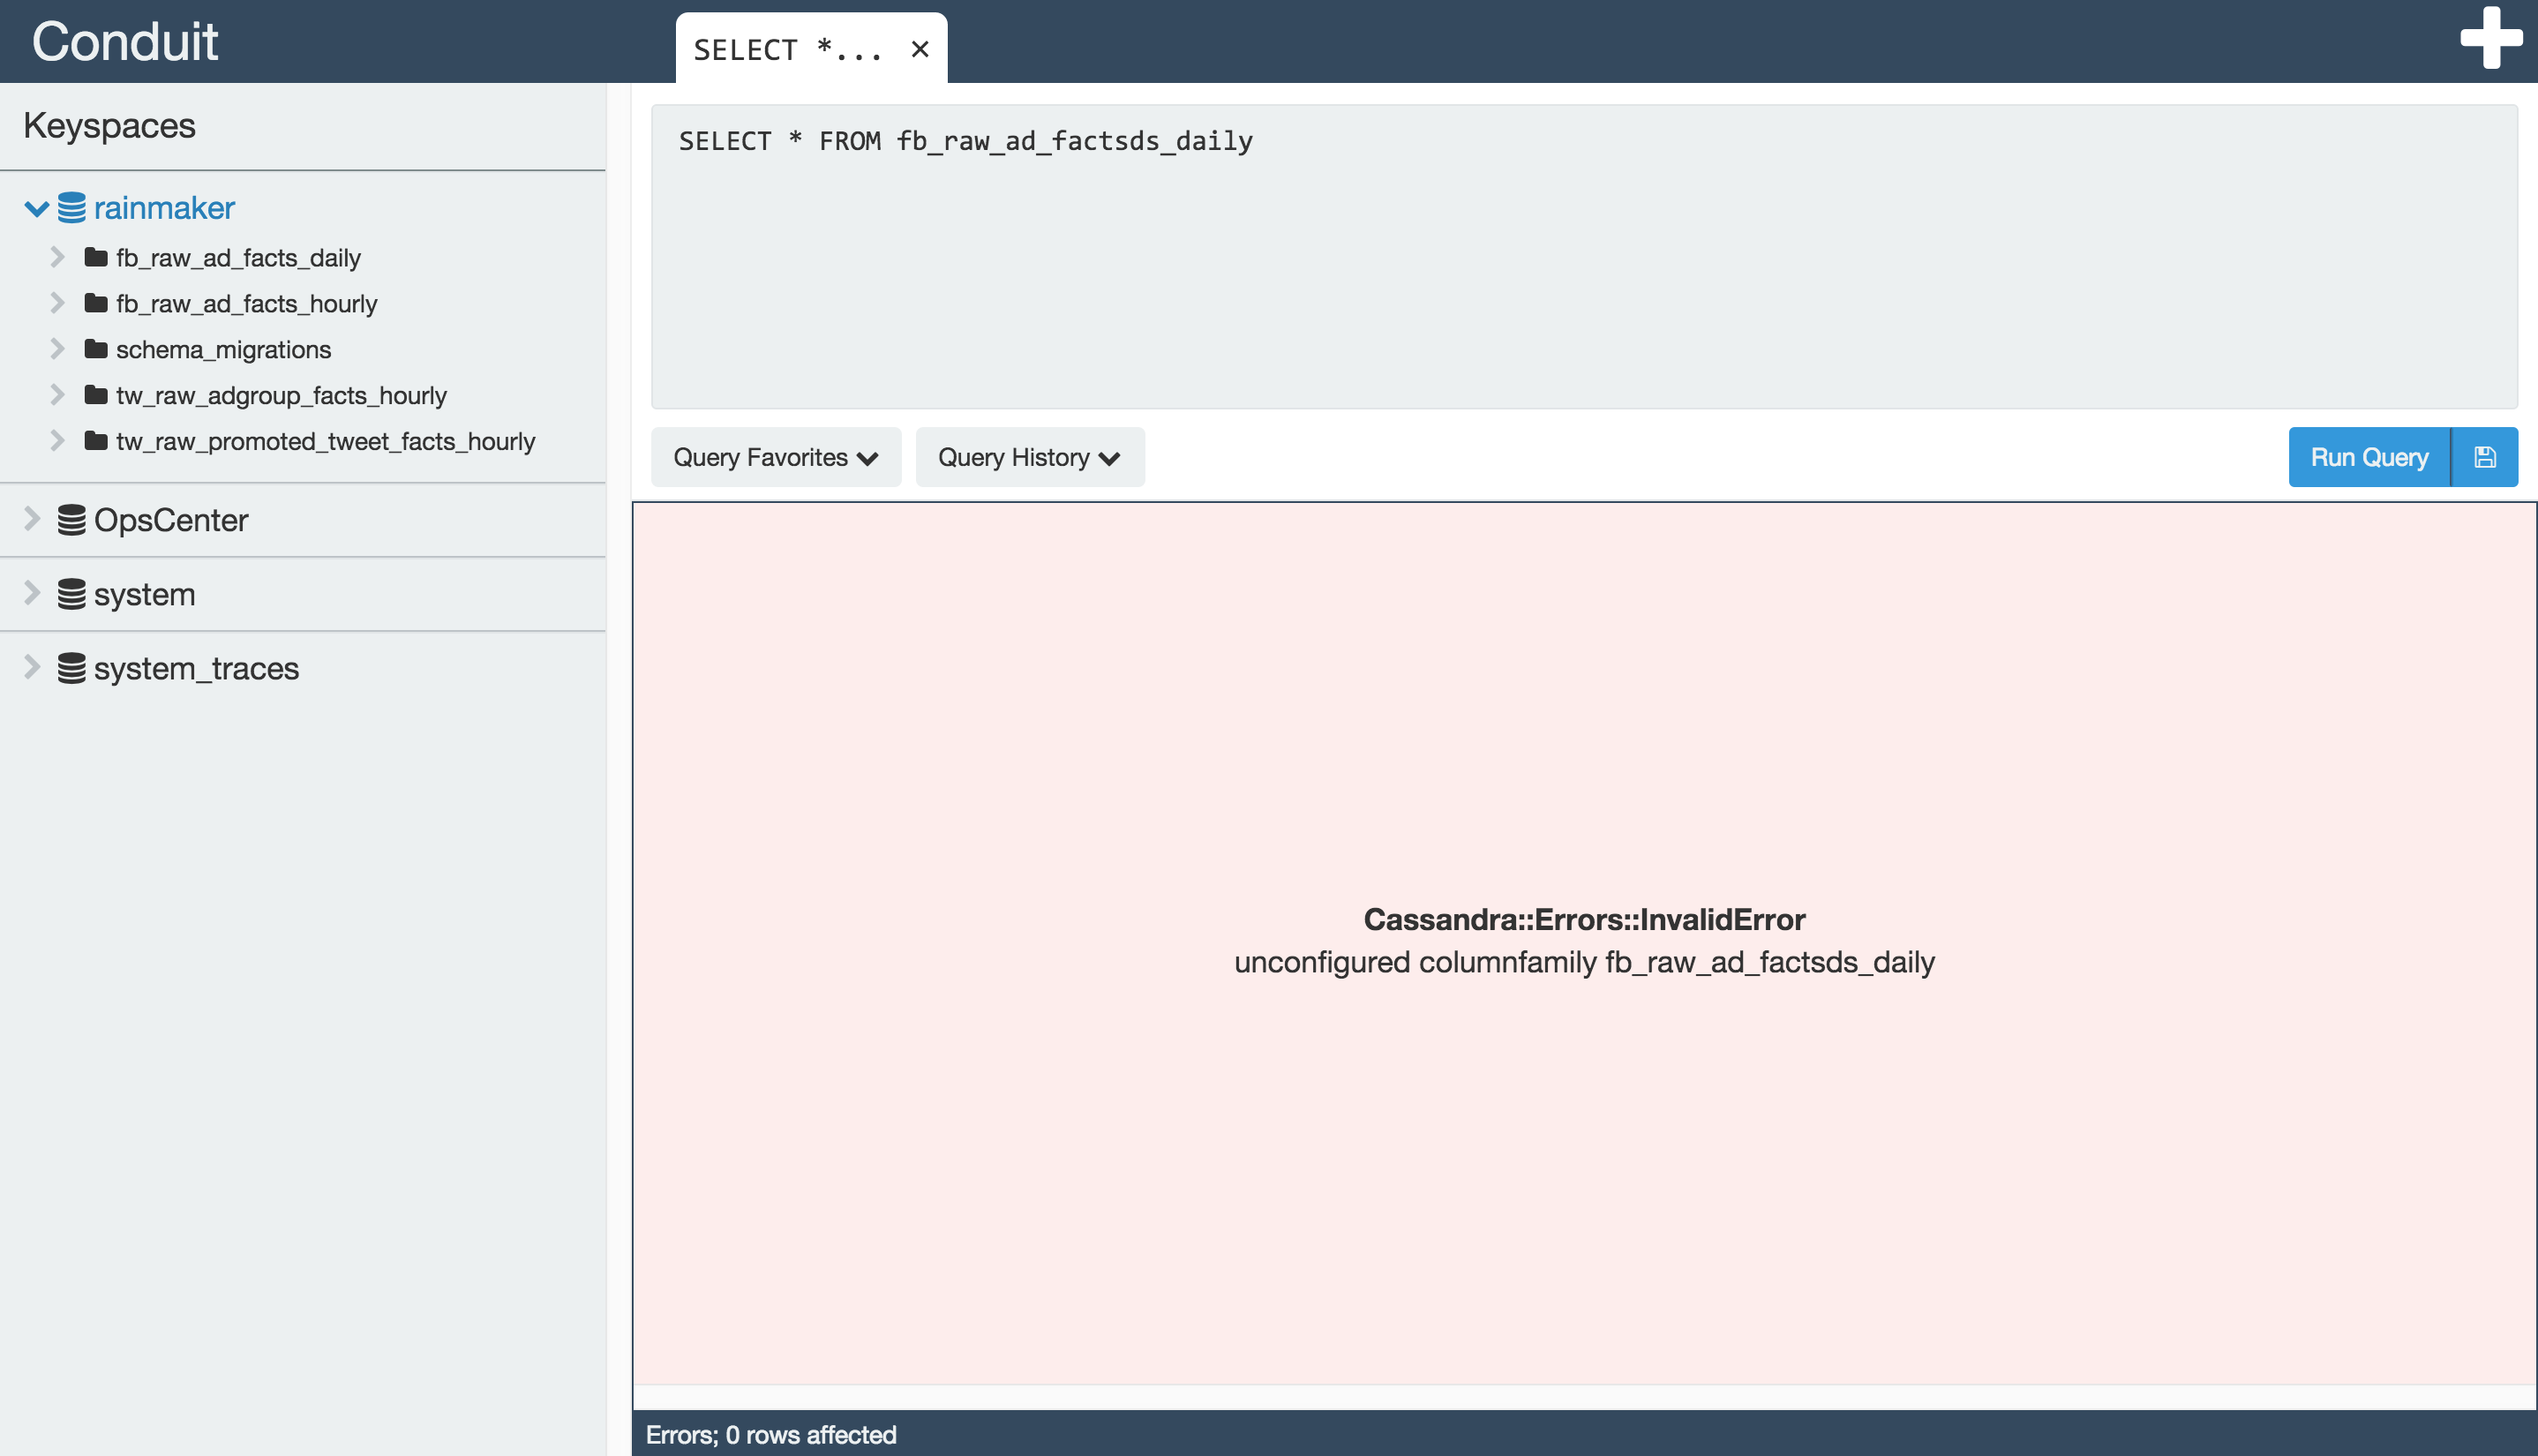 Conduit
SELECT *... ×
Keyspaces
rainmaker
fb_raw_ad_facts_daily
fb_raw_ad_facts_hourly
schema_migrations
tw_raw_adgroup_facts_hourly
tw_raw_promoted_tweet_facts_hourly
OpsCenter
system
system_traces
SELECT * FROM fb_raw_ad_factsds_daily
Query Favorites
Query History
Run Query
Cassandra::Errors::InvalidError
unconfigured columnfamily fb_raw_ad_factsds_daily
Errors; 0 rows affected